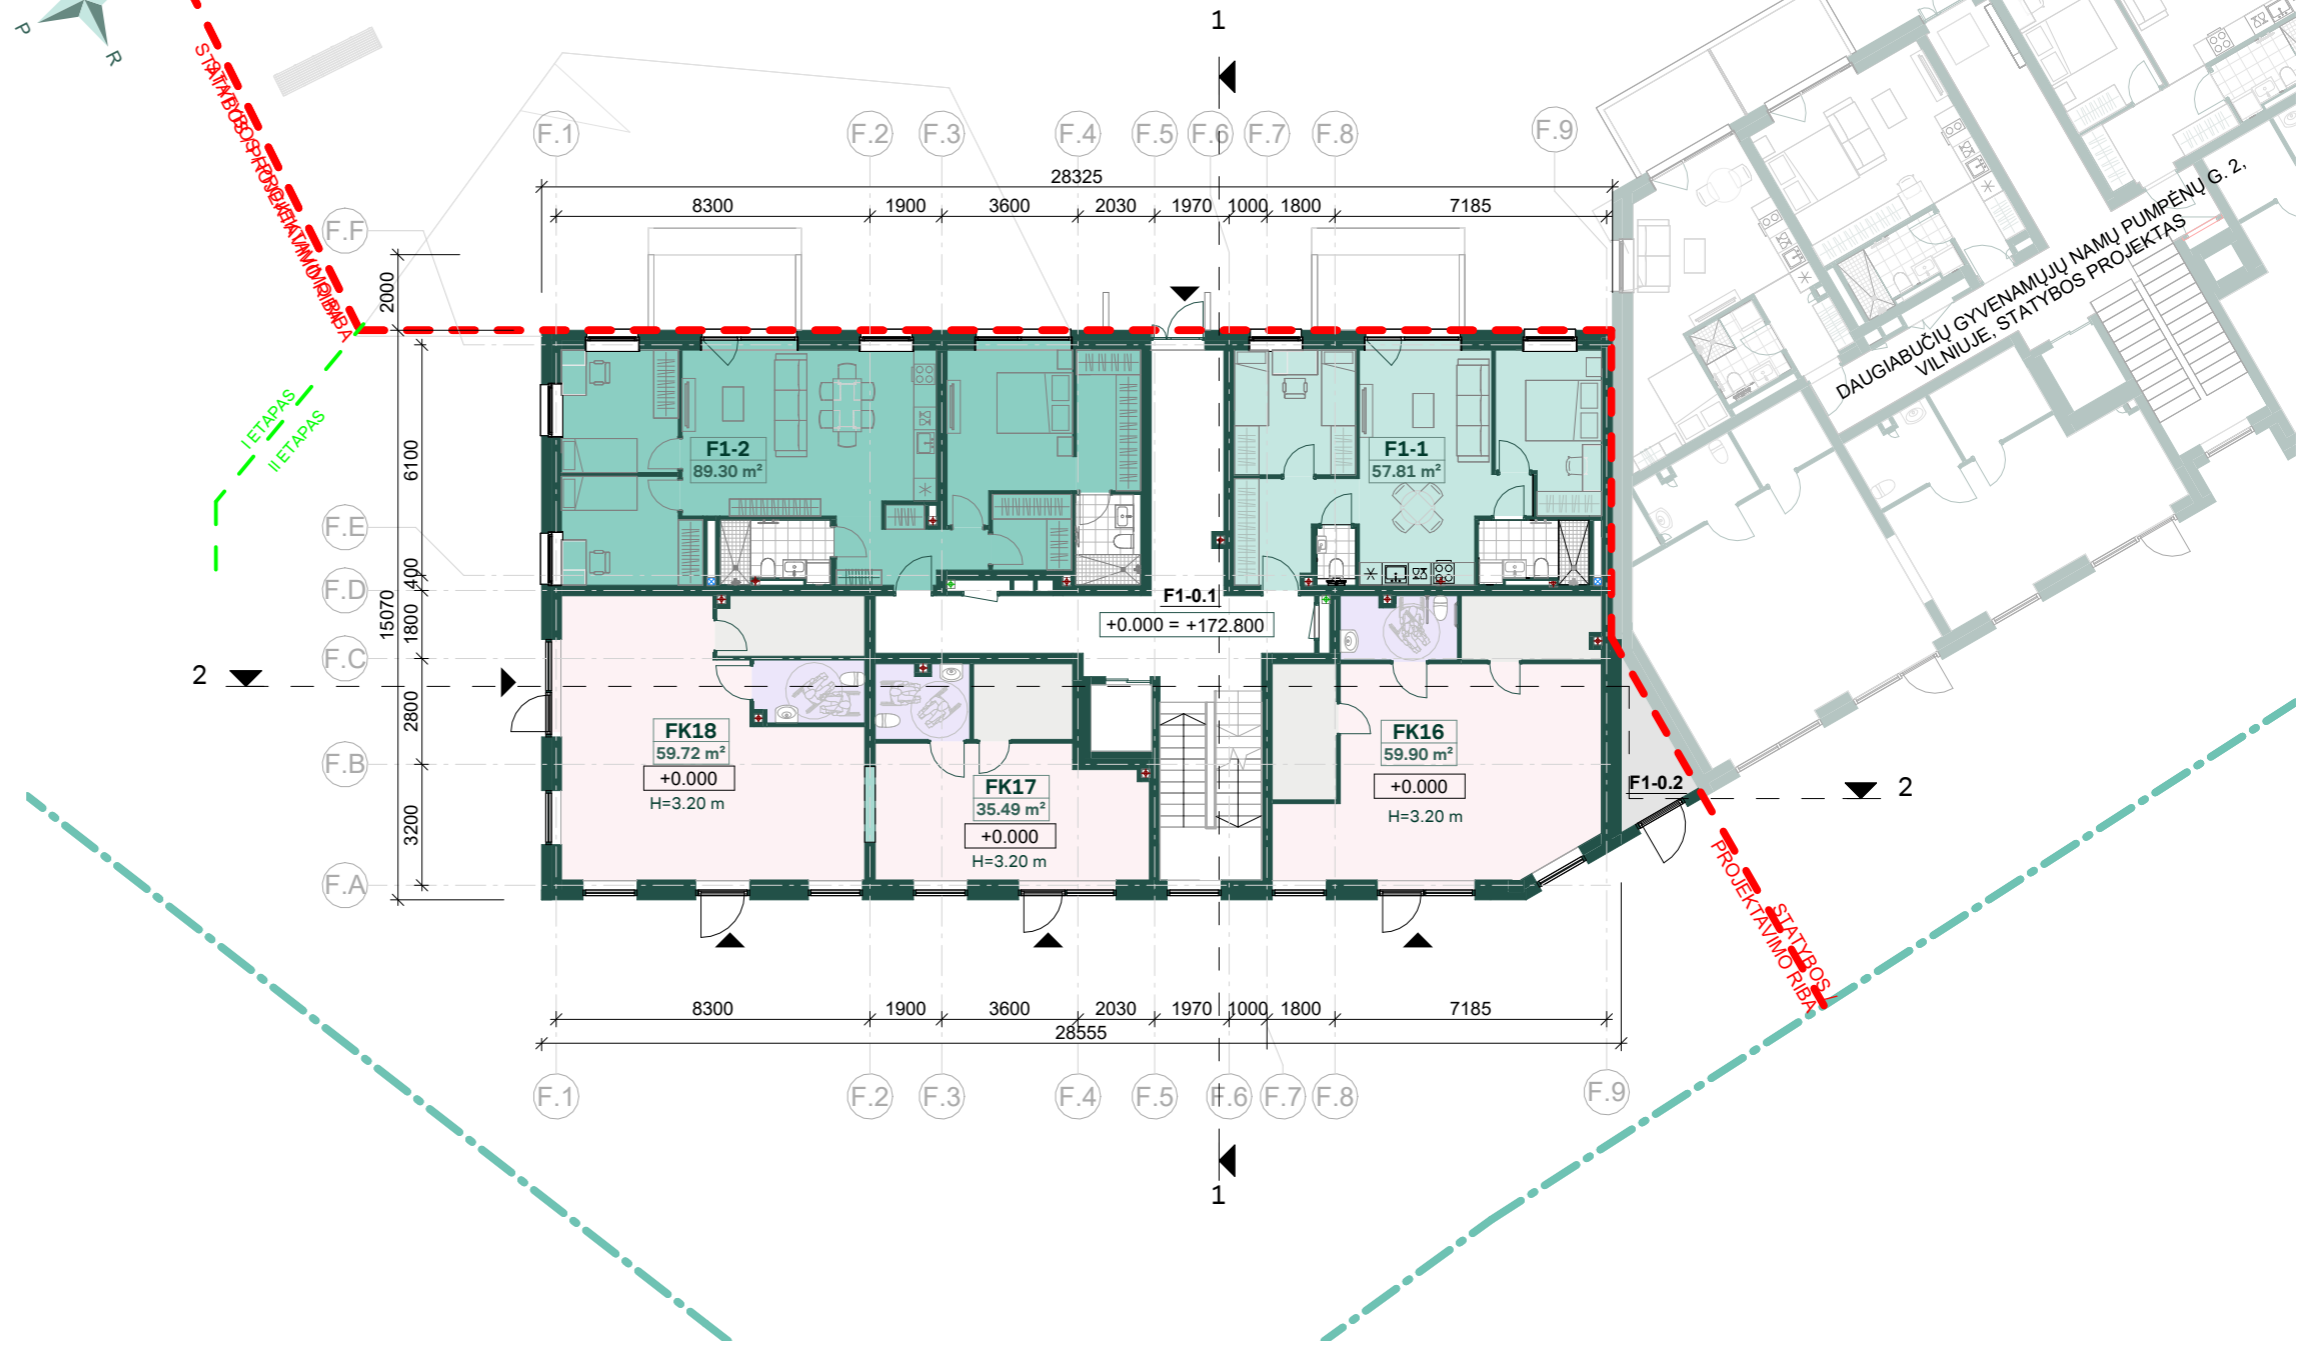 P
R
1
STATYBOS / PROJEKTAVIMO RIBA
F.1
F.2
F.3
F.4
F.5
F.6
F.7
F.8
F.9
28325
8300
1900
3600
2030
1970
1000
1800
7185
F.F
F.E
F.D
F.C
F.B
F.A
2000
6100
400
15070
1800
2800
3200
I ETAPAS
II ETAPAS
DAUGIABUČIŲ GYVENAMŲJŲ NAMŲ PUMPĖNŲ G. 2,
VILNIUJE, STATYBOS PROJEKTAS
F1-2
89.30 m²
F1-1
57.81 m²
F1-0.1
+0.000 = +172.800
2
FK18
59.72 m²
+0.000
H=3.20 m
FK17
35.49 m²
+0.000
H=3.20 m
FK16
59.90 m²
+0.000
H=3.20 m
F1-0.2
2
STATYBOS /
PROJEKTAVIMO RIBA
8300
1900
3600
2030
1970
1000
1800
7185
28555
F.1
F.2
F.3
F.4
F.5
F.6
F.7
F.8
F.9
1